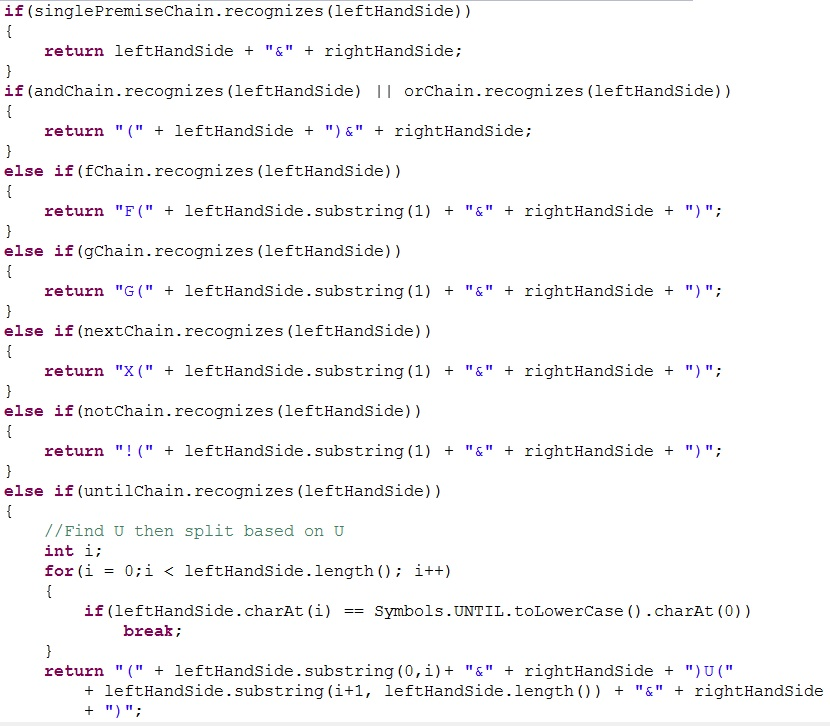 if(singlePremiseChain.recognizes(leftHandSide))
{
    return leftHandSide + "&" + rightHandSide;
}
if(andChain.recognizes(leftHandSide) || orChain.recognizes(leftHandSide))
{
    return "(" + leftHandSide + ")&" + rightHandSide;
}
else if(fChain.recognizes(leftHandSide))
{
    return "F(" + leftHandSide.substring(1) + "&" + rightHandSide + ")";
}
else if(gChain.recognizes(leftHandSide))
{
    return "G(" + leftHandSide.substring(1) + "&" + rightHandSide + ")";
}
else if(nextChain.recognizes(leftHandSide))
{
    return "X(" + leftHandSide.substring(1) + "&" + rightHandSide + ")";
}
else if(notChain.recognizes(leftHandSide))
{
    return "!(" + leftHandSide.substring(1) + "&" + rightHandSide + ")";
}
else if(untilChain.recognizes(leftHandSide))
{
    //Find U then split based on U
    int i;
    for(i = 0;i < leftHandSide.length(); i++)
    {
        if(leftHandSide.charAt(i) == Symbols.UNTIL.toLowerCase().charAt(0))
            break;
    }
    return "(" + leftHandSide.substring(0,i)+ "&" + rightHandSide + ")U("
        + leftHandSide.substring(i+1, leftHandSide.length()) + "&" + rightHandSide
        + ")";